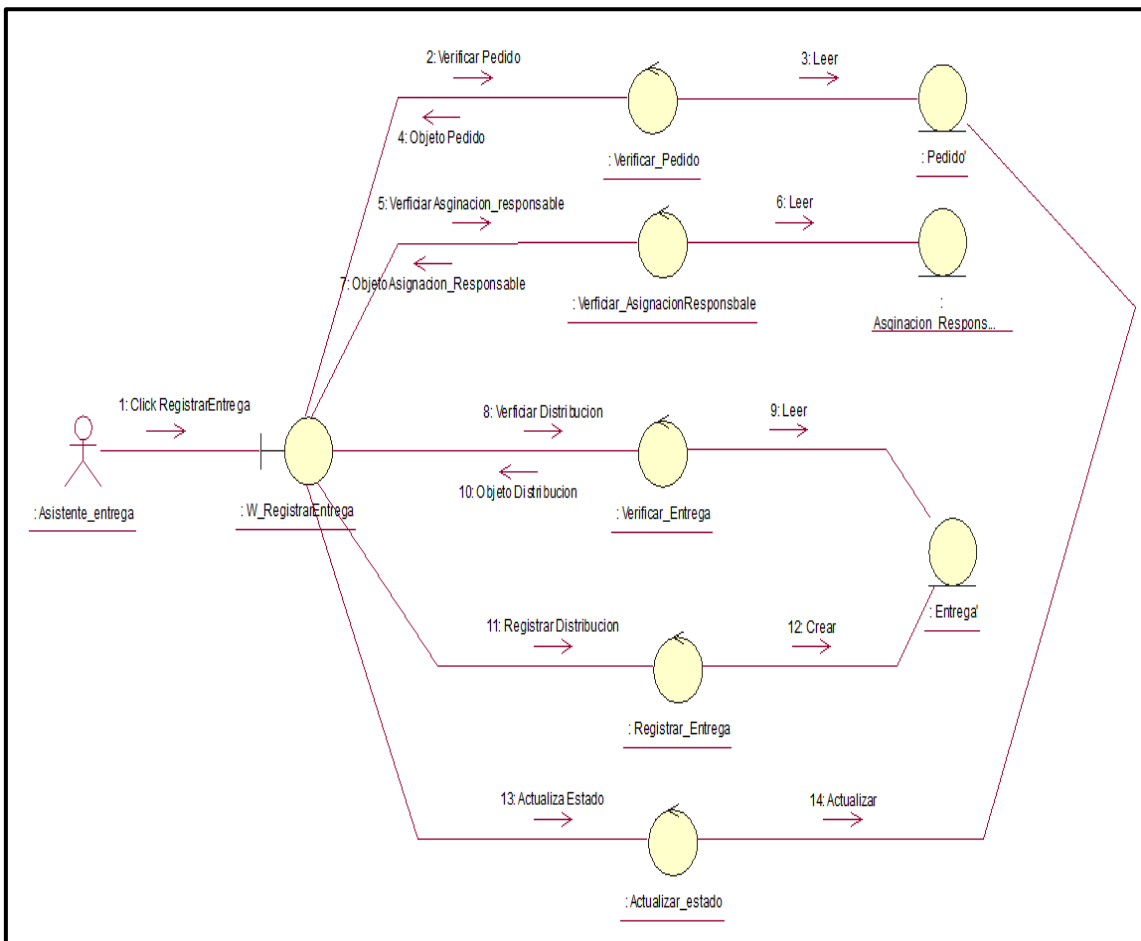 2: Verificar Pedido
3: Leer
4: Objeto Pedido
: Verificar_Pedido
: Pedido'
5: Verficiar Asginacion_responsable
6: Leer
7: Objeto Asignacion_Responsable
: Verficiar_AsignacionResponsbale
:
Asginacion_Respons...
1: Click RegistrarEntrega
8: Verficiar Distribucion
9: Leer
10: Objeto Distribucion
: Asistente_entrega
: W_RegistrarEntrega
: Verificar_Entrega
: Entrega'
11: Registrar Distribucion
12: Crear
: Registrar_Entrega
13: Actualiza Estado
14: Actualizar
: Actualizar_estado